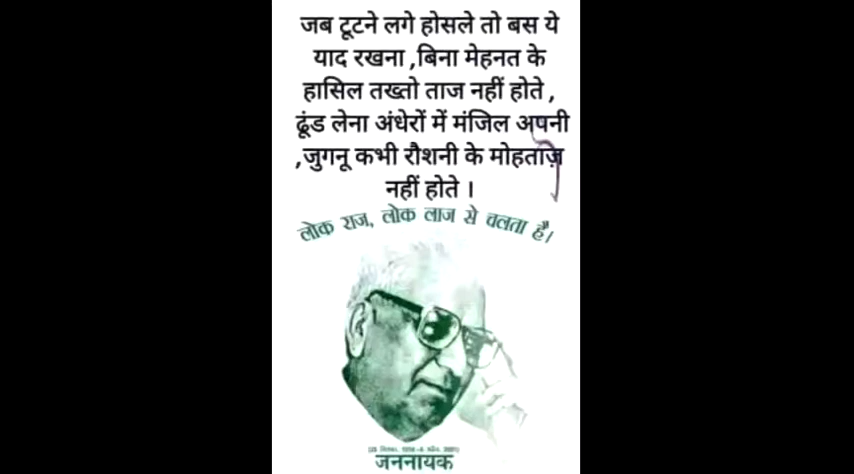 जब टूटने लगे होसले तो बस ये
याद रखना ,बिना मेहनत के
हासिल तख्तो ताज नहीं होते ,
ढूंड लेना अंधेरों में मंजिल अपनी
,जुगनू कभी रौशनी के मोहताज़
नहीं होते ।
लोक राज, लोक लाज से चलता है।
जननायक